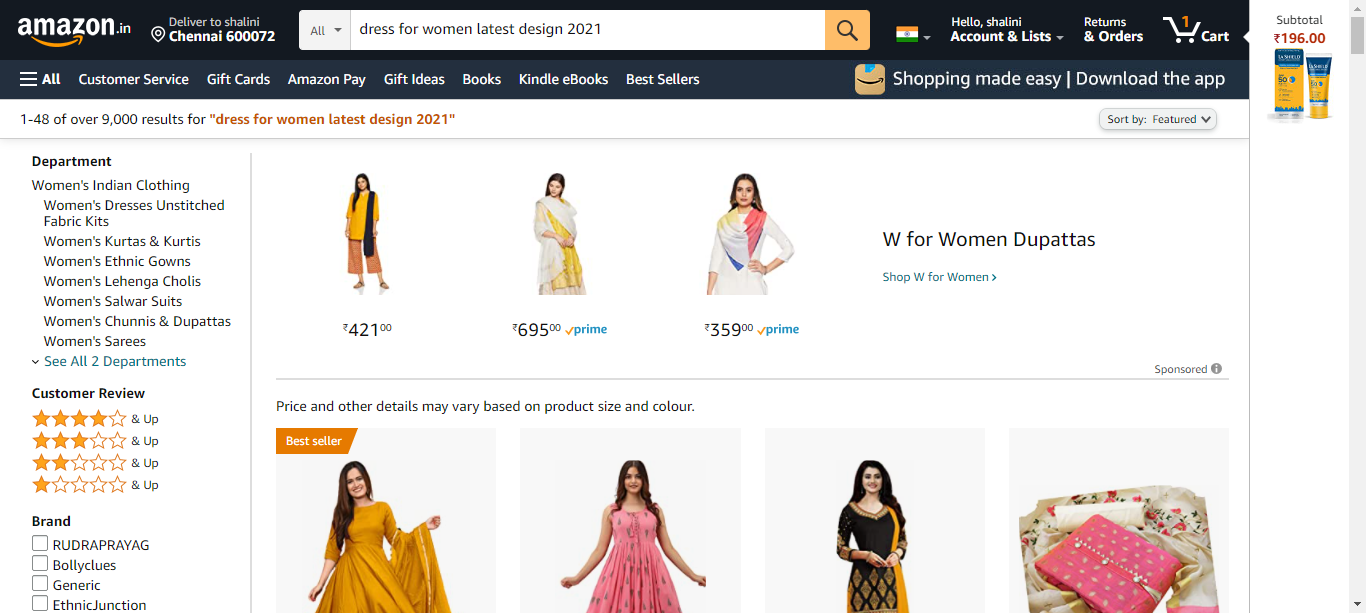 amazon.in
Deliver to shalini
Chennai 600072
All
dress for women latest design 2021
Hello, shalini
Account & Lists
Returns
& Orders
1
Cart
Subtotal
₹196.00
All
Customer Service
Gift Cards
Amazon Pay
Gift Ideas
Books
Kindle eBooks
Best Sellers
Shopping made easy | Download the app
1-48 of over 9,000 results for "dress for women latest design 2021"
Sort by: Featured
Department
Women's Indian Clothing
Women's Dresses Unstitched
Fabric Kits
Women's Kurtas & Kurtis
Women's Ethnic Gowns
Women's Lehenga Cholis
Women's Salwar Suits
Women's Chunnis & Dupattas
Women's Sarees
See All 2 Departments
Customer Review
& Up
& Up
& Up
& Up
Brand
RUDRAPRAYAG
Bollyclues
Generic
EthnicJunction
W for Women Dupattas
Shop W for Women
₹42100
₹69500 prime
₹35900 prime
Sponsored
Price and other details may vary based on product size and colour.
Best seller